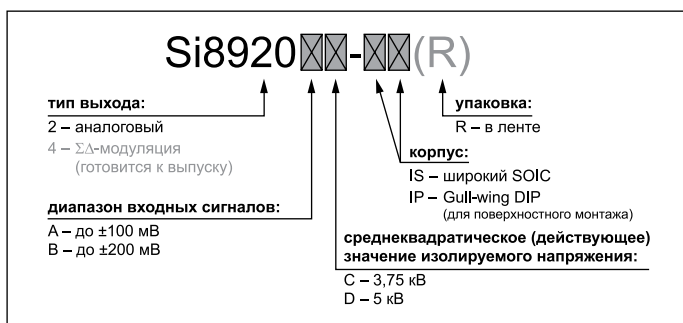 Si8920☒☒-☒☒(R)
тип выхода:
2 – аналоговый
4 – ΣΔ-модуляция
(готовится к выпуску)
диапазон входных сигналов:
A – до ±100 мВ
B – до ±200 мВ
упаковка:
R – в ленте
корпус:
IS – широкий SOIC
IP – Gull-wing DIP
(для поверхностного монтажа)
среднеквадратическое (действующее)
значение изолируемого напряжения:
C – 3,75 кВ
D – 5 кВ